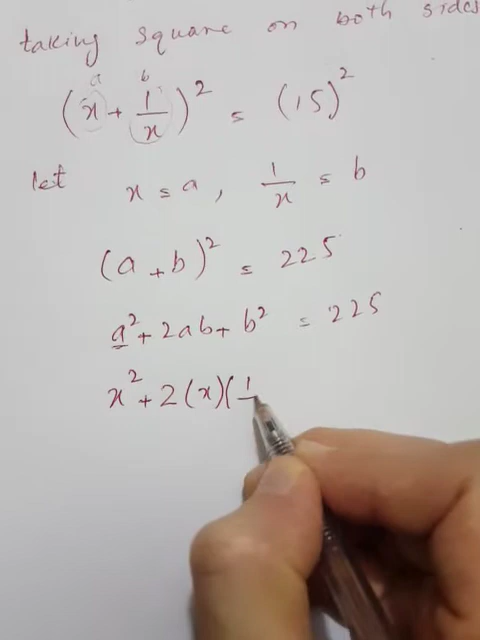 taking square on both sides
a b
(x + 1/x)² = (15)²
let x = a, 1/x = b
(a + b)² = 225
a² + 2ab + b² = 225
x² + 2(x)(1